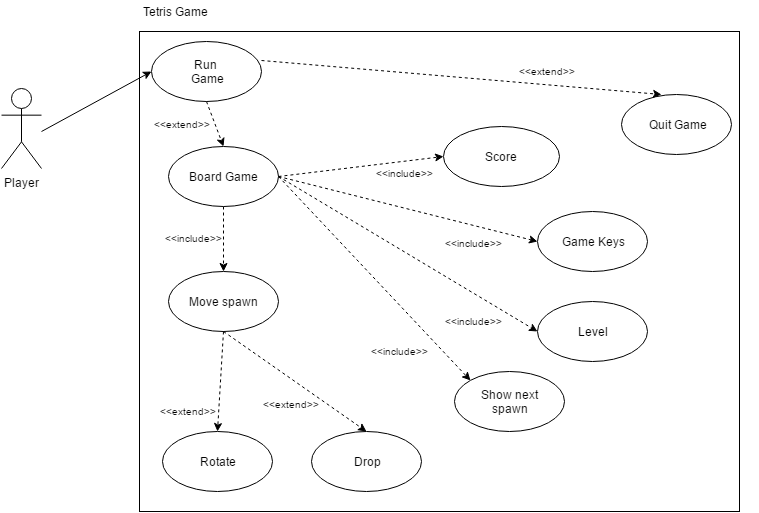 Tetris Game
Run
Game
<<extend>>
Quit Game
<<extend>>
Score
Board Game
<<include>>
Player
<<include>>
Game Keys
<<include>>
Move spawn
<<include>>
Level
<<include>>
Show next
spawn
<<extend>>
<<extend>>
Rotate
Drop